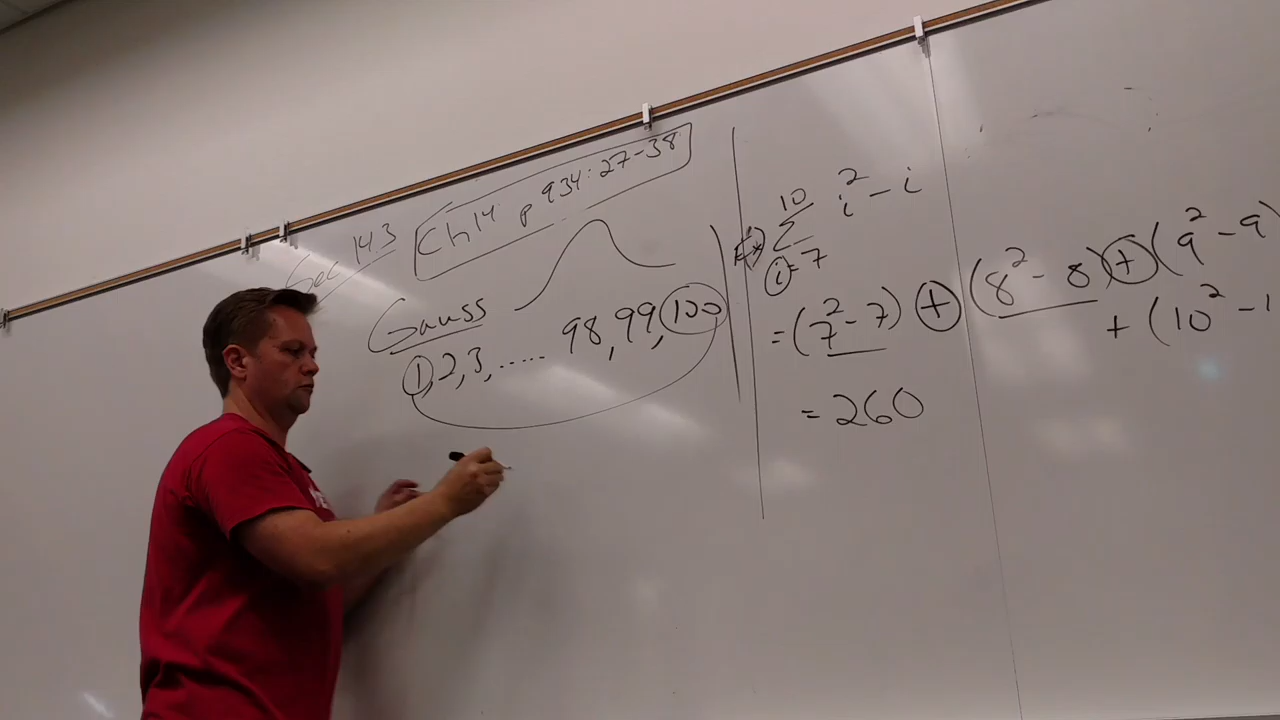 Sec 14.3
Ch 14 p 934: 27-38
Gauss
1, 2, 3, ..... 98, 99, 100
10
Σ i² - i
i=7
= (7² - 7) + (8² - 8) + (9² - 9)
+ (10² - 1
= 260